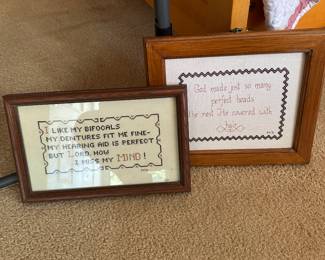 I LIKE MY BIFOCALS
MY DENTURES FIT ME FINE-
MY HEARING AID IS PERFECT
BUT LORD, HOW
I MISS MY MIND!
God made just so many
perfect heads
the rest He covered with
hair